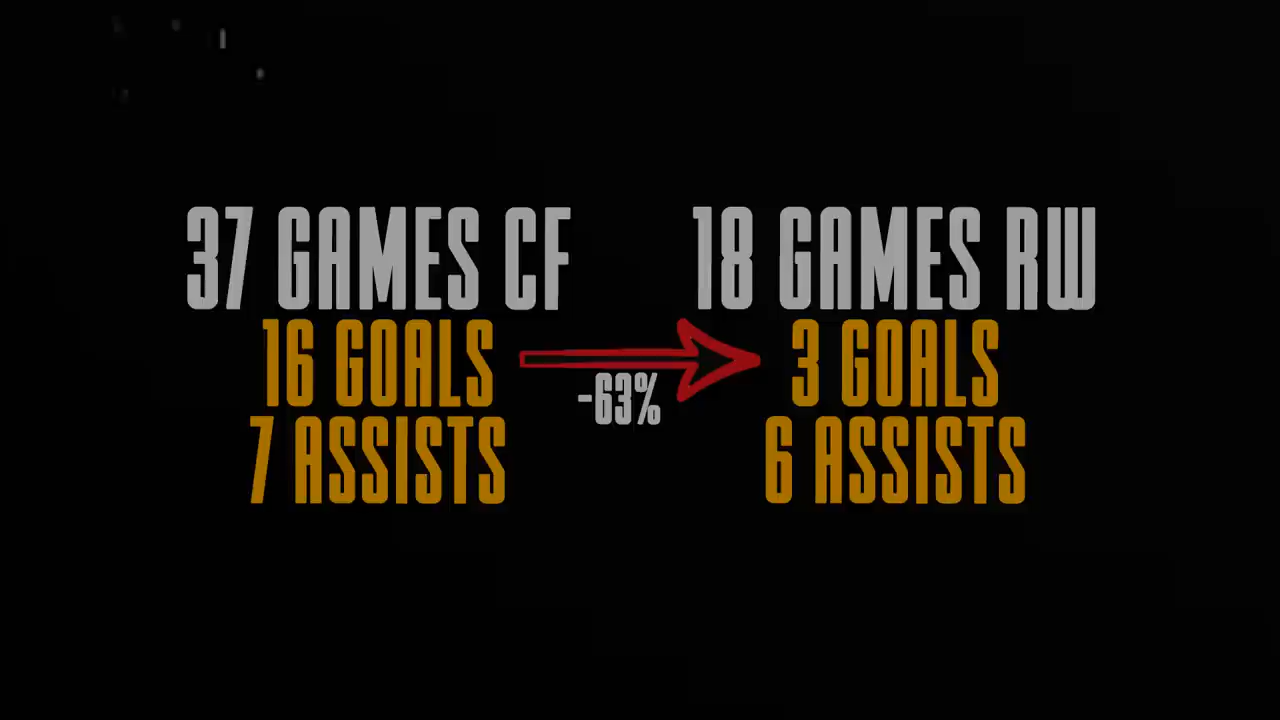 37 GAMES CF
16 GOALS
7 ASSISTS
-63%
18 GAMES RW
3 GOALS
6 ASSISTS